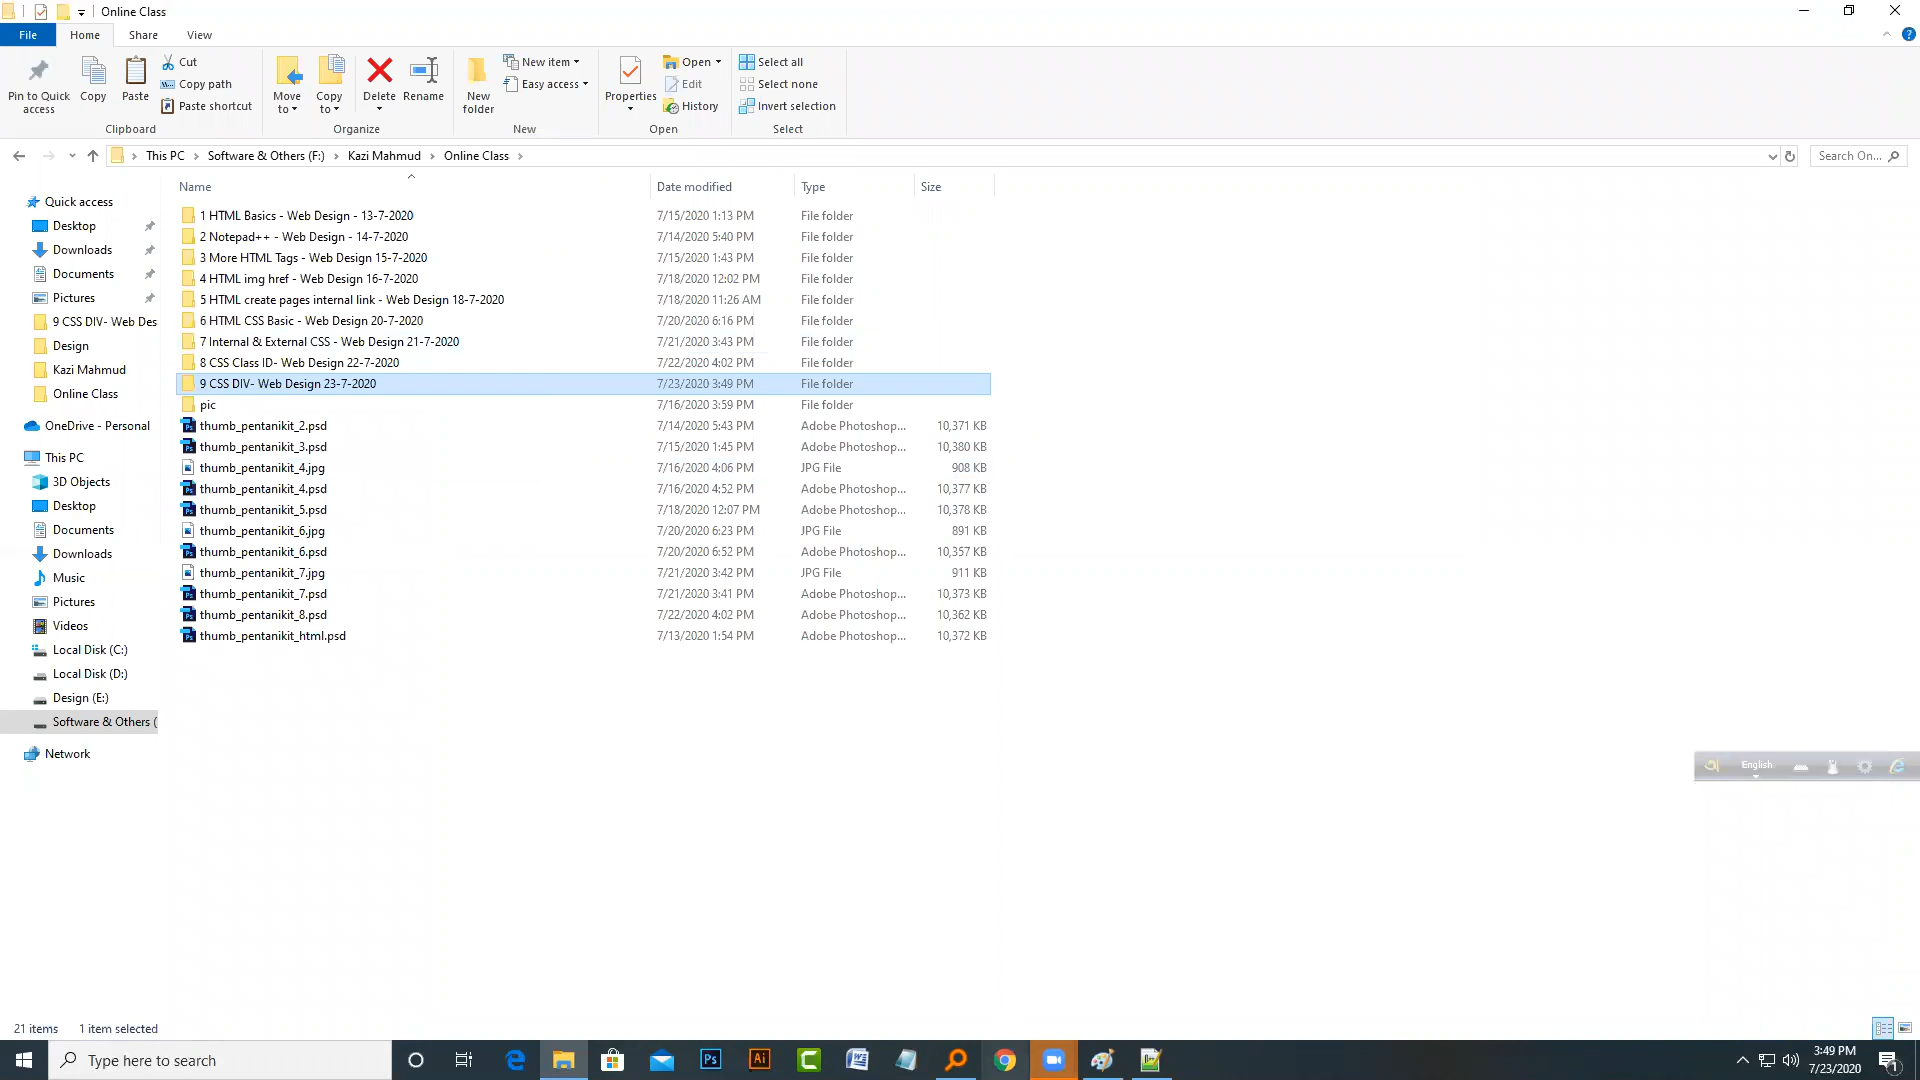 Online Class
File
Home
Share
View
Pin to Quick access
Copy
Paste
Cut
Copy path
Paste shortcut
Clipboard
Move to
Copy to
Delete
Rename
Organize
New folder
New item
Easy access
New
Properties
Open
Edit
History
Open
Select all
Select none
Invert selection
Select
This PC > Software & Others (F:) > Kazi Mahmud > Online Class >
Search On...
Name Date modified Type Size
1 HTML Basics - Web Design - 13-7-2020 7/15/2020 1:13 PM File folder
2 Notepad++ - Web Design - 14-7-2020 7/14/2020 5:40 PM File folder
3 More HTML Tags - Web Design 15-7-2020 7/15/2020 1:43 PM File folder
4 HTML img href - Web Design 16-7-2020 7/18/2020 12:02 PM File folder
5 HTML create pages internal link - Web Design 18-7-2020 7/18/2020 11:26 AM File folder
6 HTML CSS Basic - Web Design 20-7-2020 7/20/2020 6:16 PM File folder
7 Internal & External CSS - Web Design 21-7-2020 7/21/2020 3:43 PM File folder
8 CSS Class ID- Web Design 22-7-2020 7/22/2020 4:02 PM File folder
9 CSS DIV- Web Design 23-7-2020 7/23/2020 3:49 PM File folder
pic 7/16/2020 3:59 PM File folder
thumb_pentanikit_2.psd 7/14/2020 5:43 PM Adobe Photoshop... 10,371 KB
thumb_pentanikit_3.psd 7/15/2020 1:45 PM Adobe Photoshop... 10,380 KB
thumb_pentanikit_4.jpg 7/16/2020 4:06 PM JPG File 908 KB
thumb_pentanikit_4.psd 7/16/2020 4:52 PM Adobe Photoshop... 10,377 KB
thumb_pentanikit_5.psd 7/18/2020 12:07 PM Adobe Photoshop... 10,378 KB
thumb_pentanikit_6.jpg 7/20/2020 6:23 PM JPG File 891 KB
thumb_pentanikit_6.psd 7/20/2020 6:52 PM Adobe Photoshop... 10,357 KB
thumb_pentanikit_7.jpg 7/21/2020 3:42 PM JPG File 911 KB
thumb_pentanikit_7.psd 7/21/2020 3:41 PM Adobe Photoshop... 10,373 KB
thumb_pentanikit_8.psd 7/22/2020 4:02 PM Adobe Photoshop... 10,362 KB
thumb_pentanikit_html.psd 7/13/2020 1:54 PM Adobe Photoshop... 10,372 KB
Quick access
Desktop
Downloads
Documents
Pictures
9 CSS DIV- Web Des
Design
Kazi Mahmud
Online Class
OneDrive - Personal
This PC
3D Objects
Desktop
Documents
Downloads
Music
Pictures
Videos
Local Disk (C:)
Local Disk (D:)
Design (E:)
Software & Others (
Network
অ English
21 items 1 item selected
Type here to search
Ps
Ai
3:49 PM
7/23/2020
1